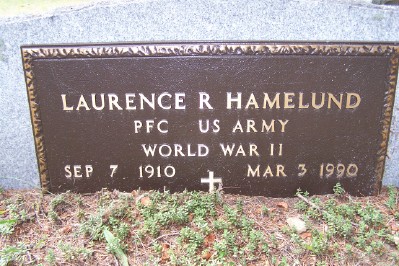 LAURENCE R HAMELUND
PFC US ARMY
WORLD WAR II
SEP 7 1910 MAR 3 1990